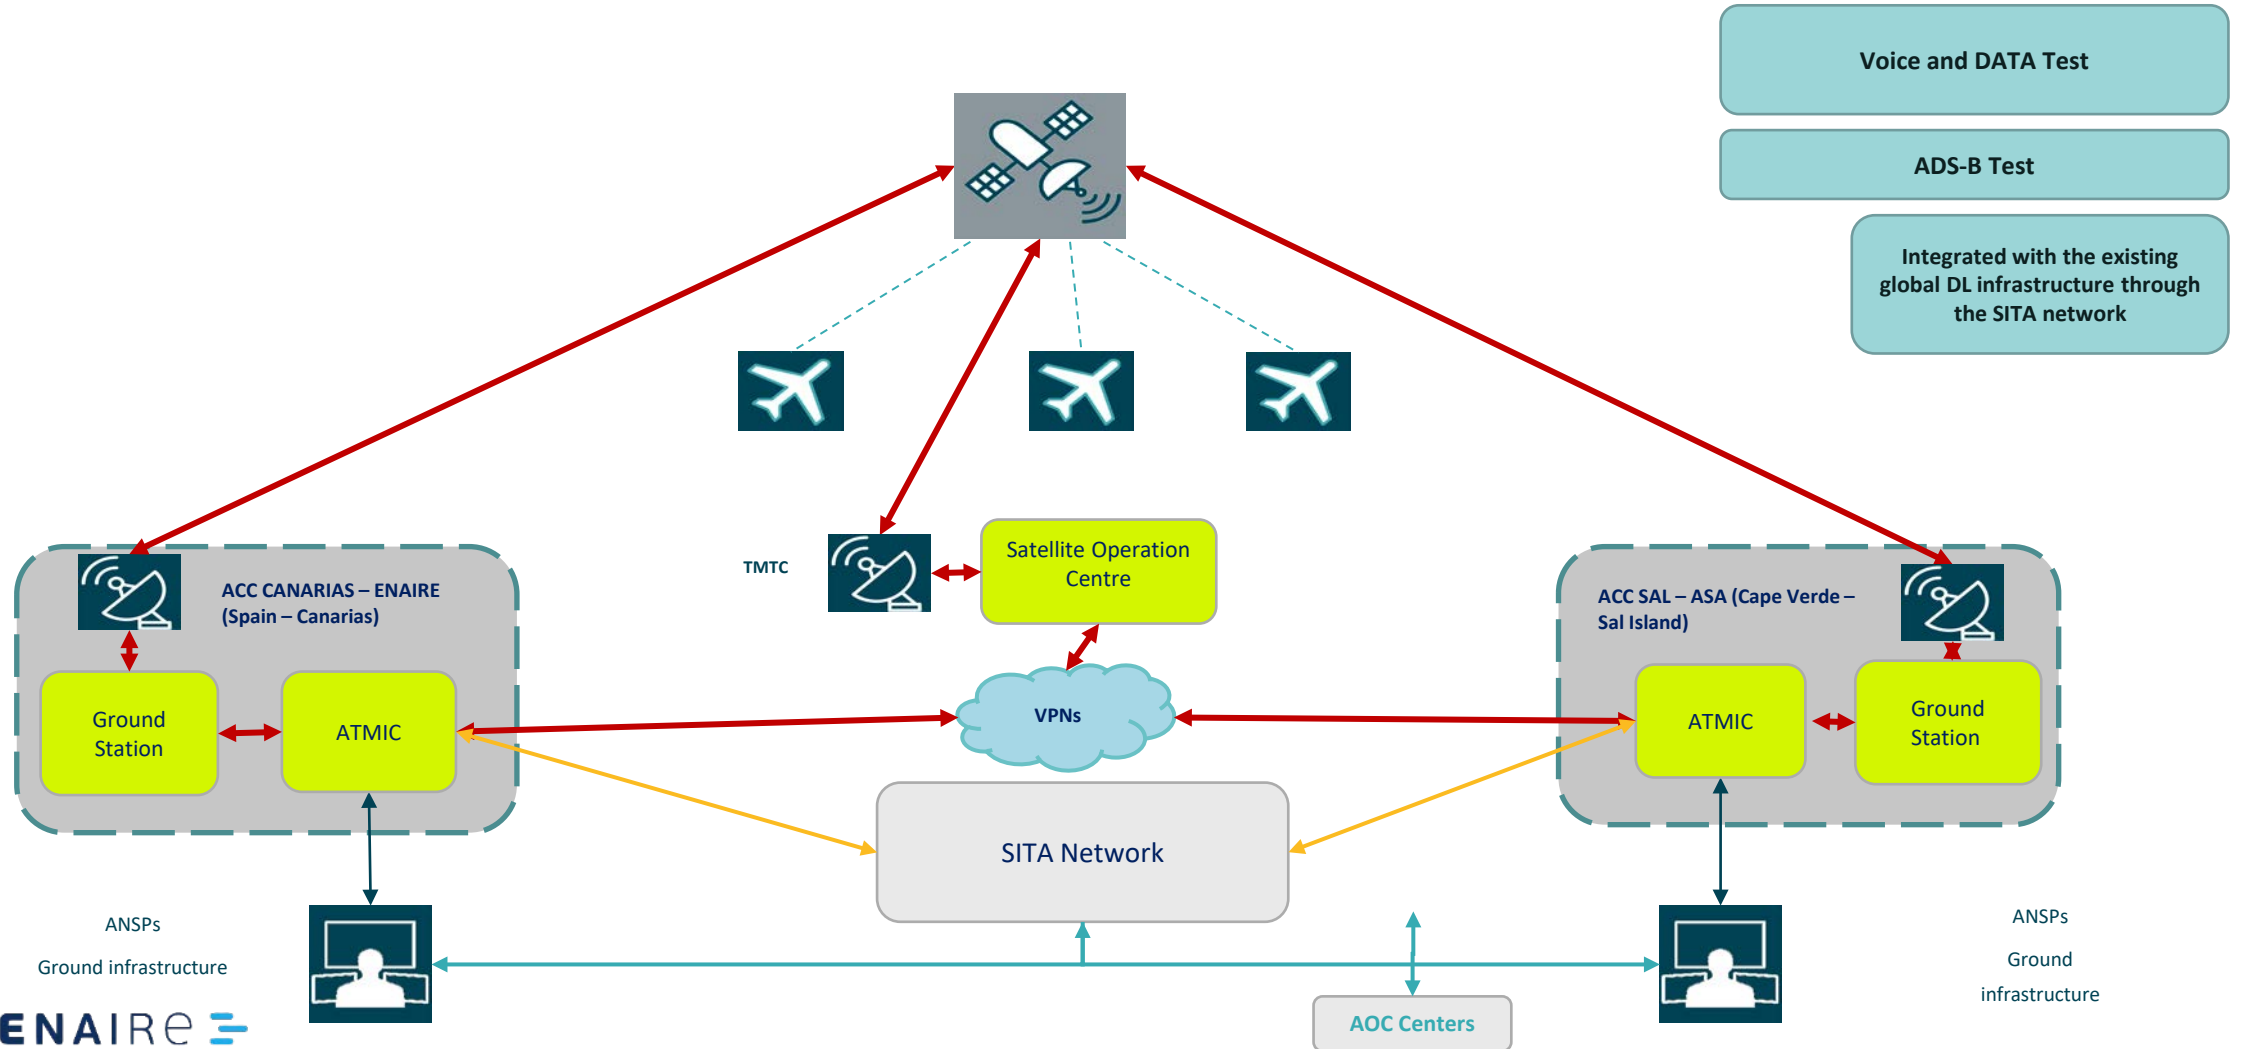 Voice and DATA Test
ADS-B Test
Integrated with the existing
global DL infrastructure through
the SITA network
TMTC
Satellite Operation
Centre
ACC CANARIAS – ENAIRE
(Spain – Canarias)
ACC SAL – ASA (Cape Verde –
Sal Island)
Ground
Station
ATMIC
VPNs
ATMIC
Ground
Station
SITA Network
ANSPs
Ground infrastructure
ANSPs
Ground
infrastructure
AOC Centers
ENAIRe